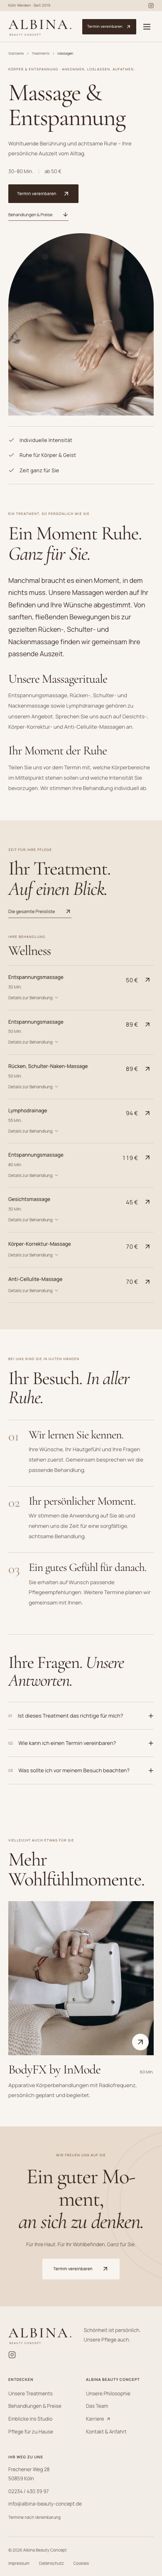 Köln Weiden · Seit 2019
ALBINA.
BEAUTY CONCEPT
Termin vereinbaren
Startseite Treatments Massagen
KÖRPER & ENTSPANNUNG · ANKOMMEN. LOSLASSEN. AUFATMEN.
Massage &
Entspannung
Wohltuende Berührung und achtsame Ruhe – Ihre
persönliche Auszeit vom Alltag.
30–80 Min. ab 50 €
Termin vereinbaren
Behandlungen & Preise
Individuelle Intensität
Ruhe für Körper & Geist
Zeit ganz für Sie
EIN TREATMENT, SO PERSÖNLICH WIE SIE
Ein Moment Ruhe.
Ganz für Sie.
Manchmal braucht es einen Moment, in dem
nichts muss. Unsere Massagen werden auf Ihr
Befinden und Ihre Wünsche abgestimmt. Von
sanften, fließenden Bewegungen bis zur
gezielten Rücken-, Schulter- und
Nackenmassage finden wir gemeinsam Ihre
passende Auszeit.
Unsere Massagerituale
Entspannungsmassage, Rücken-, Schulter- und
Nackenmassage sowie Lymphdrainage gehören zu
unserem Angebot. Sprechen Sie uns auch auf Gesichts-,
Körper-Korrektur- und Anti-Cellulite-Massagen an.
Ihr Moment der Ruhe
Teilen Sie uns vor dem Termin mit, welche Körperbereiche
im Mittelpunkt stehen sollen und welche Intensität Sie
bevorzugen. Wir stimmen Ihre Behandlung individuell ab.
ZEIT FÜR IHRE PFLEGE
Ihr Treatment.
Auf einen Blick.
Die gesamte Preisliste
IHRE BEHANDLUNG
Wellness
Entspannungsmassage 50 €
30 Min.
Details zur Behandlung
Entspannungsmassage 89 €
50 Min.
Details zur Behandlung
Rücken, Schulter-Naken-Massage 89 €
50 Min.
Details zur Behandlung
Lymphodrainage 94 €
55 Min.
Details zur Behandlung
Entspannungsmassage 119 €
80 Min.
Details zur Behandlung
Gesichtsmassage 45 €
30 Min.
Details zur Behandlung
Körper-Korrektur-Massage 70 €
Details zur Behandlung
Anti-Cellulite-Massage 70 €
Details zur Behandlung
BEI UNS SIND SIE IN GUTEN HÄNDEN
Ihr Besuch. In aller
Ruhe.
01 Wir lernen Sie kennen.
Ihre Wünsche, Ihr Hautgefühl und Ihre Fragen
stehen zuerst. Gemeinsam besprechen wir die
passende Behandlung.
02 Ihr persönlicher Moment.
Wir stimmen die Anwendung auf Sie ab und
nehmen uns die Zeit für eine sorgfältige,
achtsame Behandlung.
03 Ein gutes Gefühl für danach.
Sie erhalten auf Wunsch passende
Pflegeempfehlungen. Weitere Termine planen wir
gemeinsam mit Ihnen.
Ihre Fragen. Unsere
Antworten.
01 Ist dieses Treatment das richtige für mich?
02 Wie kann ich einen Termin vereinbaren?
03 Was sollte ich vor meinem Besuch beachten?
VIELLEICHT AUCH ETWAS FÜR SIE
Mehr
Wohlfühlmomente.
BodyFX by InMode 60 Min.
Apparative Körperbehandlungen mit Radiofrequenz,
persönlich geplant und begleitet.
WIR FREUEN UNS AUF SIE
Ein guter Mo-
ment,
an sich zu denken.
Für Ihre Haut. Für Ihr Wohlbefinden. Ganz für Sie.
Termin vereinbaren
ALBINA.
BEAUTY CONCEPT
Schönheit ist persönlich.
Unsere Pflege auch.
ENTDECKEN
Unsere Treatments
Behandlungen & Preise
Einblicke ins Studio
Pflege für zu Hause
ALBINA BEAUTY CONCEPT
Unsere Philosophie
Das Team
Karriere
Kontakt & Anfahrt
IHR WEG ZU UNS
Frechener Weg 28
50859 Köln
02234 / 430 39 97
info@albina-beauty-concept.de
Termine nach Vereinbarung
© 2026 Albina Beauty Concept
Impressum Datenschutz Cookies